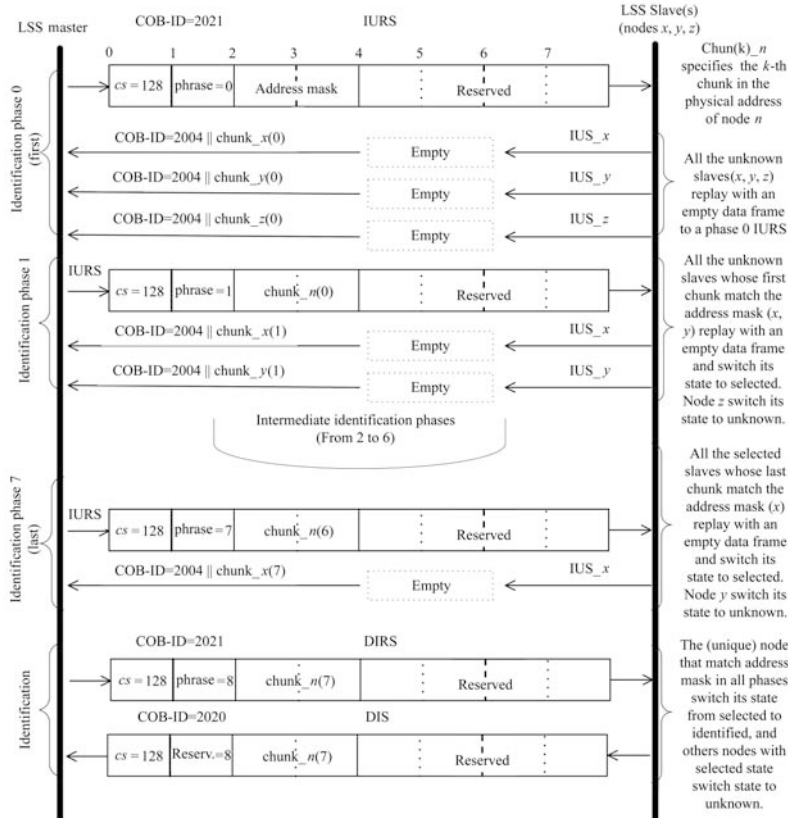 COB-ID=2021
IURS
LSS Slave(s)
(nodes x, y, z)
LSS master
0 1 2 3 4 5 6 7
cs = 128 phrase = 0 Address mask Reserved
Chun(k)_n
specifies the k-th
chunk in the
physical address
of node n
Identification phase 0
(first)
COB-ID=2004 || chunk_x(0) Empty IUS_x
COB-ID=2004 || chunk_y(0) Empty IUS_y
COB-ID=2004 || chunk_z(0) Empty IUS_z
All the unknown
slaves(x, y, z)
replay with an
empty data frame
to a phase 0 IURS
Identification phase 1
IURS
cs = 128 phrase =1 chunk_n(0) Reserved
COB-ID=2004 || chunk_x(1) Empty IUS_x
COB-ID=2004 || chunk_y(1) Empty IUS_y
All the unknown
slaves whose first
chunk match the
address mask (x,
y) replay with an
empty data frame
and switch its
state to selected.
Node z switch its
state to unknown.
Intermediate identification phases
(From 2 to 6)
Identification phase 7
(last)
IURS
cs = 128 phrase = 7 chunk_n(6) Reserved
COB-ID=2004 || chunk_x(7) Empty IUS_x
All the selected
slaves whose last
chunk match the
address mask (x)
replay with an
empty data frame
and switch its
state to selected.
Node y switch its
state to unknown.
Identification
COB-ID=2021 DIRS
cs = 128 phrase = 8 chunk_n(7) Reserved
COB-ID=2020 DIS
cs = 128 Reserv.=8 chunk_n(7) Reserved
The (unique) node
that match address
mask in all phases
switch its state
from selected to
identified, and
others nodes with
selected state
switch state to
unknown.